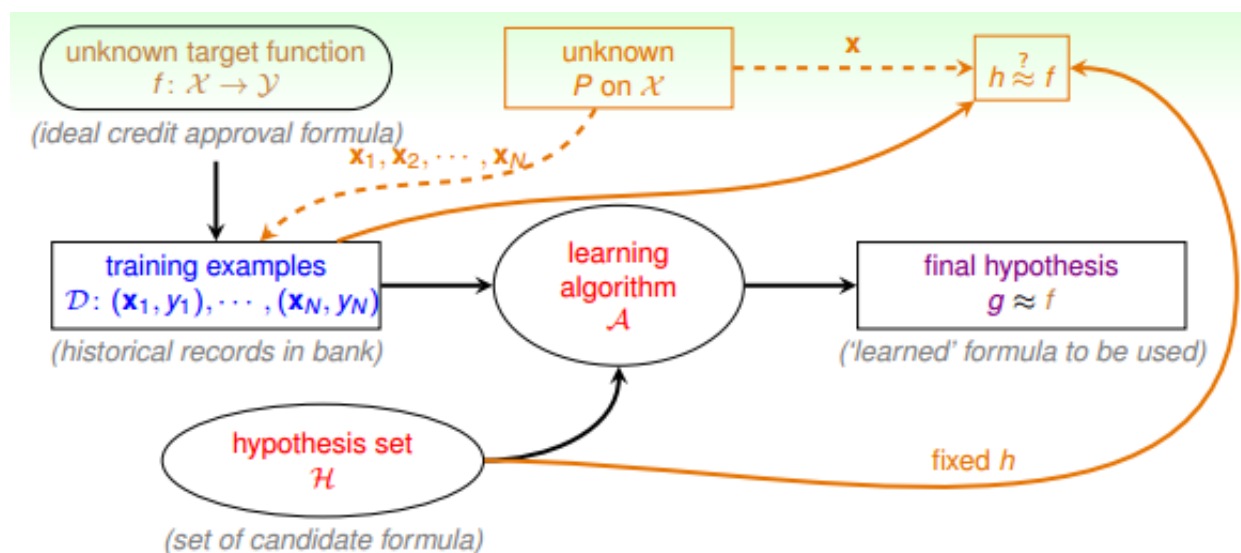 unknown target function
f: 𝒳 → 𝒴
(ideal credit approval formula)
unknown
P on 𝒳
x
h ≈? f
x₁, x₂, ⋯ , x_N
training examples
𝒟: (x₁, y₁), ⋯ , (x_N, y_N)
(historical records in bank)
learning
algorithm
𝒜
final hypothesis
g ≈ f
('learned' formula to be used)
hypothesis set
ℋ
(set of candidate formula)
fixed h